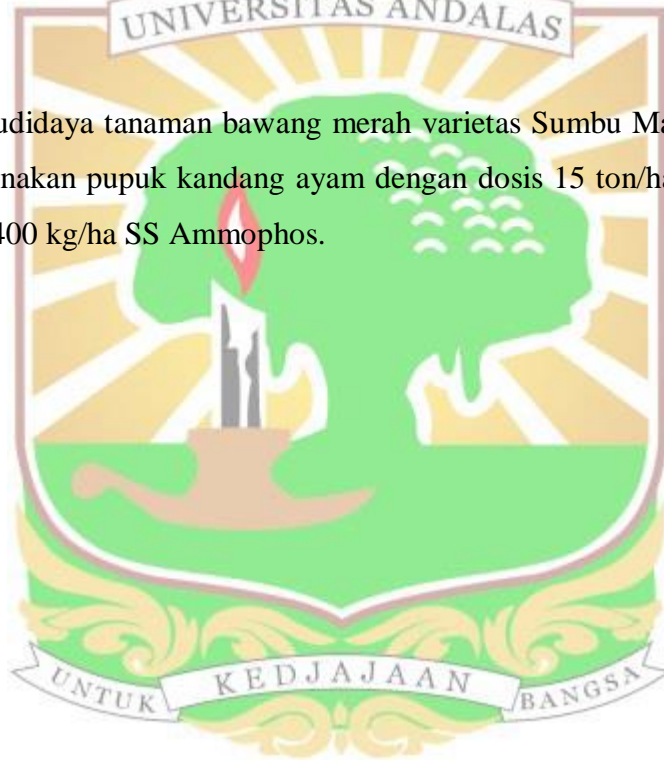 UNIVERSITAS ANDALAS
udidaya tanaman bawang merah varietas Sumbu Ma
nakan pupuk kandang ayam dengan dosis 15 ton/ha
400 kg/ha SS Ammophos.
UNTUK KEDJAJAAN BANGSA